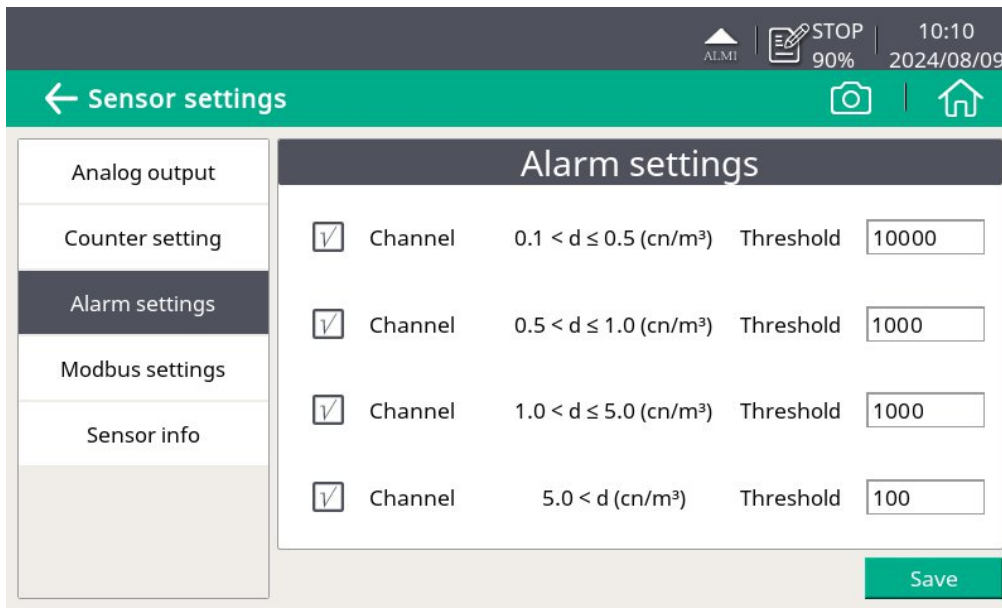 ALMI
STOP
90%
10:10
2024/08/09
Sensor settings
Analog output
Counter setting
Alarm settings
Modbus settings
Sensor info
Alarm settings
√ Channel 0.1 < d ≤ 0.5 (cn/m³) Threshold 10000
√ Channel 0.5 < d ≤ 1.0 (cn/m³) Threshold 1000
√ Channel 1.0 < d ≤ 5.0 (cn/m³) Threshold 1000
√ Channel 5.0 < d (cn/m³) Threshold 100
Save